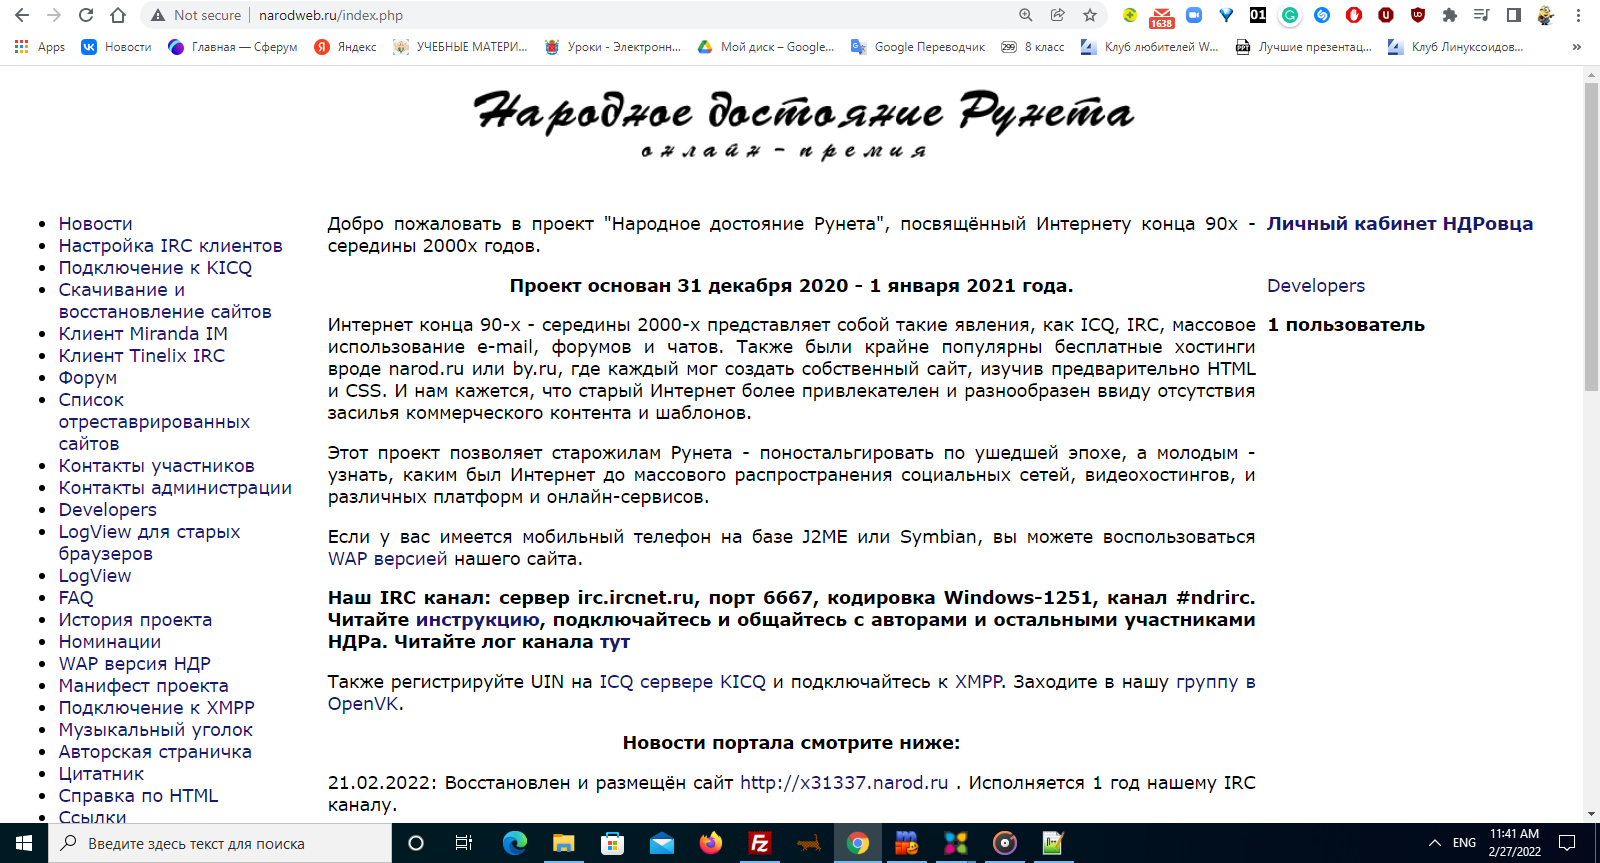 Not secure
narodweb.ru/index.php
1638
01
Apps
Новости
Главная — Сферум
Яндекс
УЧЕБНЫЕ МАТЕРИ...
Уроки - Электронн...
Мой диск – Google...
Google Переводчик
299
8 класс
Клуб любителей W...
Лучшие презентац...
Клуб Линуксоидов...
»
Народное достояние Рунета
онлайн-премия
Новости
Настройка IRC клиентов
Подключение к KICQ
Скачивание и
восстановление сайтов
Клиент Miranda IM
Клиент Tinelix IRC
Форум
Список
отреставрированных
сайтов
Контакты участников
Контакты администрации
Developers
LogView для старых
браузеров
LogView
FAQ
История проекта
Номинации
WAP версия НДР
Манифест проекта
Подключение к XMPP
Музыкальный уголок
Авторская страничка
Цитатник
Справка по HTML
Ссылки
Добро пожаловать в проект "Народное достояние Рунета", посвящённый Интернету конца 90х -
середины 2000х годов.
Проект основан 31 декабря 2020 - 1 января 2021 года.
Интернет конца 90-х - середины 2000-х представляет собой такие явления, как ICQ, IRC, массовое
использование e-mail, форумов и чатов. Также были крайне популярны бесплатные хостинги
вроде narod.ru или by.ru, где каждый мог создать собственный сайт, изучив предварительно HTML
и CSS. И нам кажется, что старый Интернет более привлекателен и разнообразен ввиду отсутствия
засилья коммерческого контента и шаблонов.
Этот проект позволяет старожилам Рунета - поностальгировать по ушедшей эпохе, а молодым -
узнать, каким был Интернет до массового распространения социальных сетей, видеохостингов, и
различных платформ и онлайн-сервисов.
Если у вас имеется мобильный телефон на базе J2ME или Symbian, вы можете воспользоваться
WAP версией нашего сайта.
Наш IRC канал: сервер irc.ircnet.ru, порт 6667, кодировка Windows-1251, канал #ndrirc.
Читайте инструкцию, подключайтесь и общайтесь с авторами и остальными участниками
НДРа. Читайте лог канала тут
Также регистрируйте UIN на ICQ сервере KICQ и подключайтесь к XMPP. Заходите в нашу группу в
OpenVK.
Новости портала смотрите ниже:
21.02.2022: Восстановлен и размещён сайт http://x31337.narod.ru . Исполняется 1 год нашему IRC
каналу.
Личный кабинет НДРовца
Developers
1 пользователь
Введите здесь текст для поиска
ENG
11:41 AM
2/27/2022